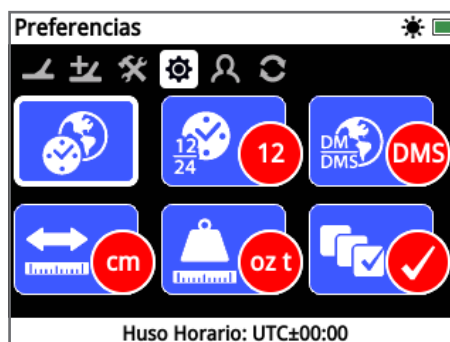 Preferencias
12
24
12
DM
DMS
DMS
cm
oz t
Huso Horario: UTC±00:00